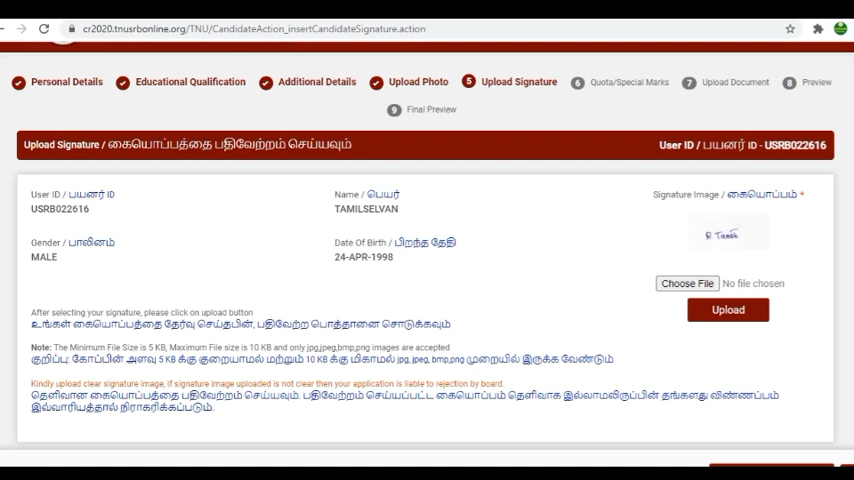 cr2020.tnusrbonline.org/TNU/CandidateAction_insertCandidateSignature.action
Personal Details Educational Qualification Additional Details Upload Photo 5 Upload Signature 6 Quota/Special Marks 7 Upload Document 8 Preview
9 Final Preview
Upload Signature / கையொப்பத்தை பதிவேற்றம் செய்யவும் User ID / பயனர் ID - USRB022616
User ID / பயனர் ID Name / பெயர் Signature Image / கையொப்பம் *
USRB022616 TAMILSELVAN
R. Tamil
Gender / பாலினம் Date Of Birth / பிறந்த தேதி
MALE 24-APR-1998
Choose File No file chosen
Upload
After selecting your signature, please click on upload button
உங்கள் கையொப்பத்தை தேர்வு செய்தபின், பதிவேற்ற பொத்தானை சொடுக்கவும்
Note: The Minimum File Size is 5 KB, Maximum File size is 10 KB and only jpg,jpeg,bmp,png images are accepted
குறிப்பு: கோப்பின் அளவு 5 KB க்கு குறையாமல் மற்றும் 10 KB க்கு மிகாமல் jpg, jpeg, bmp,png முறையில் இருக்க வேண்டும்
Kindly upload clear signature image, if signature image uploaded is not clear then your application is liable to rejection by board.
தெளிவான கையொப்பத்தை பதிவேற்றம் செய்யவும். பதிவேற்றம் செய்யப்பட்ட கையொப்பம் தெளிவாக இல்லாமலிருப்பின் தங்களது விண்ணப்பம்
இவ்வாரியத்தால் நிராகரிக்கப்படும்.